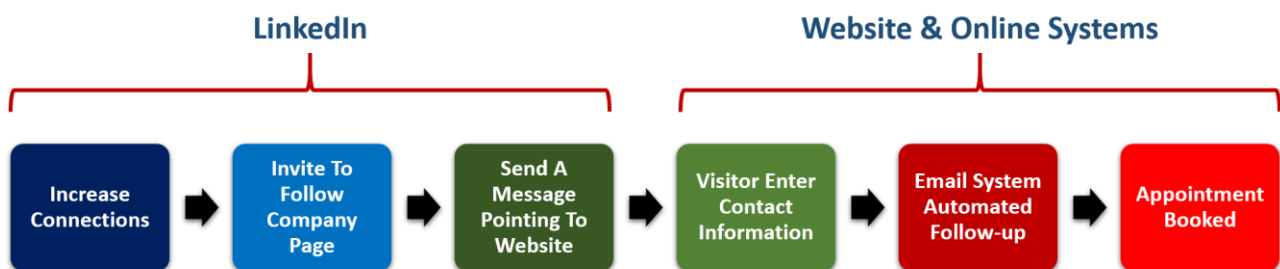 LinkedIn
Website & Online Systems
Increase
Connections
Invite To
Follow
Company
Page
Send A
Message
Pointing To
Website
Visitor Enter
Contact
Information
Email System
Automated
Follow-up
Appointment
Booked